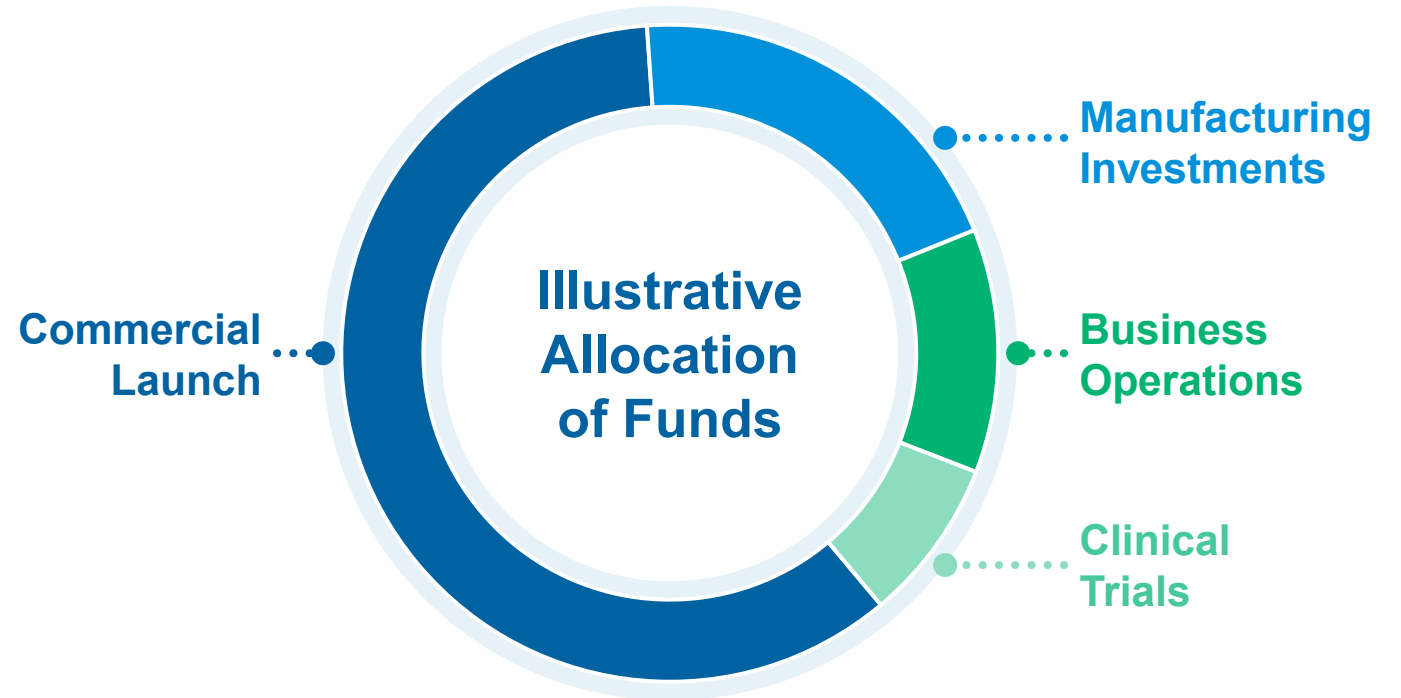 Illustrative
Allocation
of Funds
Manufacturing
Investments
Business
Operations
Clinical
Trials
Commercial
Launch